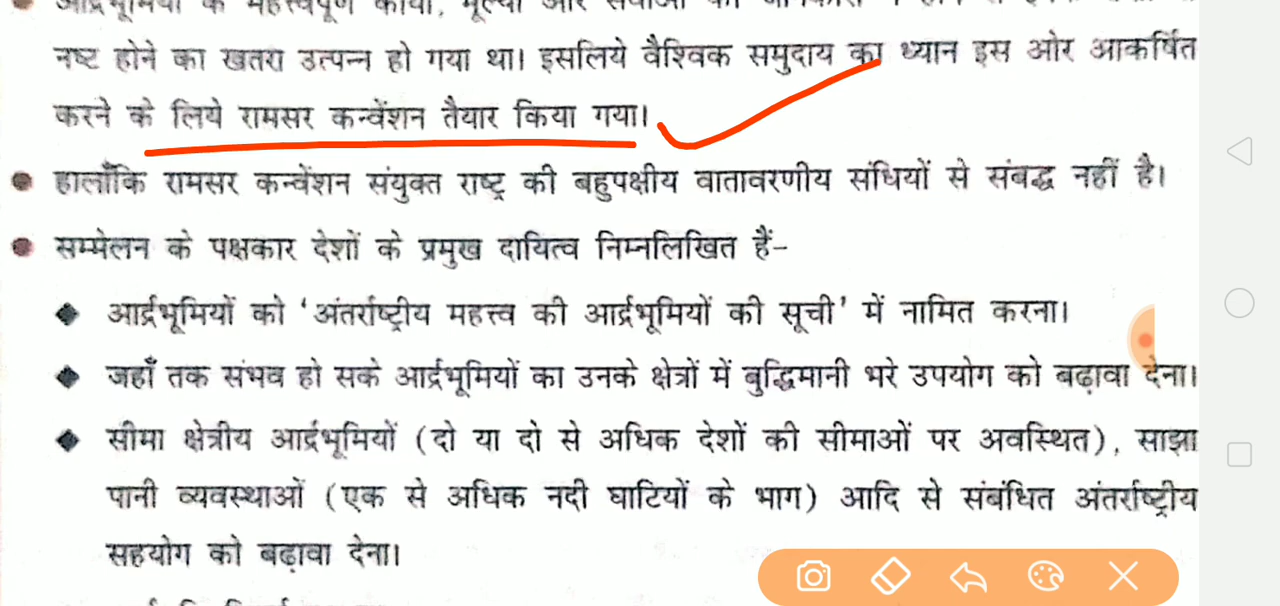 नष्ट होने का खतरा उत्पन्न हो गया था। इसलिये वैश्विक समुदाय का ध्यान इस ओर आकर्षित
करने के लिये रामसर कन्वेंशन तैयार किया गया।
हालाँकि रामसर कन्वेंशन संयुक्त राष्ट्र की बहुपक्षीय वातावरणीय संधियों से संबद्ध नहीं है।
सम्मेलन के पक्षकार देशों के प्रमुख दायित्व निम्नलिखित हैं-
आर्द्रभूमियों को 'अंतर्राष्ट्रीय महत्त्व की आर्द्रभूमियों की सूची' में नामित करना।
जहाँ तक संभव हो सके आर्द्रभूमियों का उनके क्षेत्रों में बुद्धिमानी भरे उपयोग को बढ़ावा देना।
सीमा क्षेत्रीय आर्द्रभूमियों (दो या दो से अधिक देशों की सीमाओं पर अवस्थित), साझा
पानी व्यवस्थाओं (एक से अधिक नदी घाटियों के भाग) आदि से संबंधित अंतर्राष्ट्रीय
सहयोग को बढ़ावा देना।